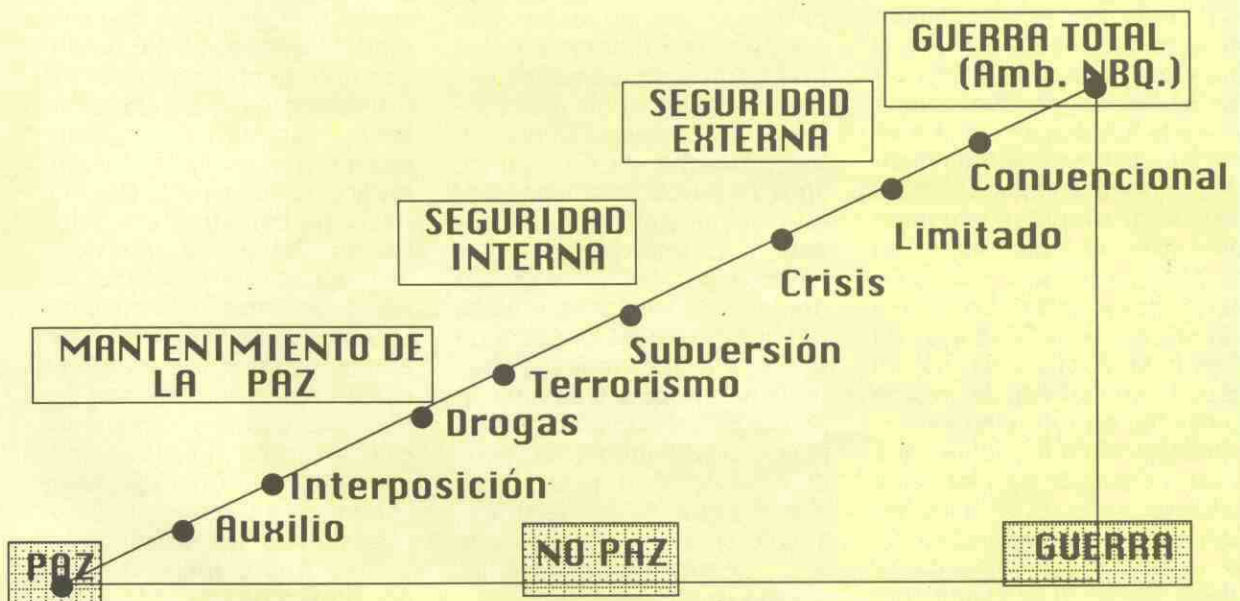 GUERRA TOTAL
(Amb. NBQ.)
SEGURIDAD
EXTERNA
Convencional
SEGURIDAD
INTERNA
Limitado
Crisis
MANTENIMIENTO DE
LA PAZ
Subversión
Terrorismo
Drogas
Interposición
Auxilio
PAZ
NO PAZ
GUERRA